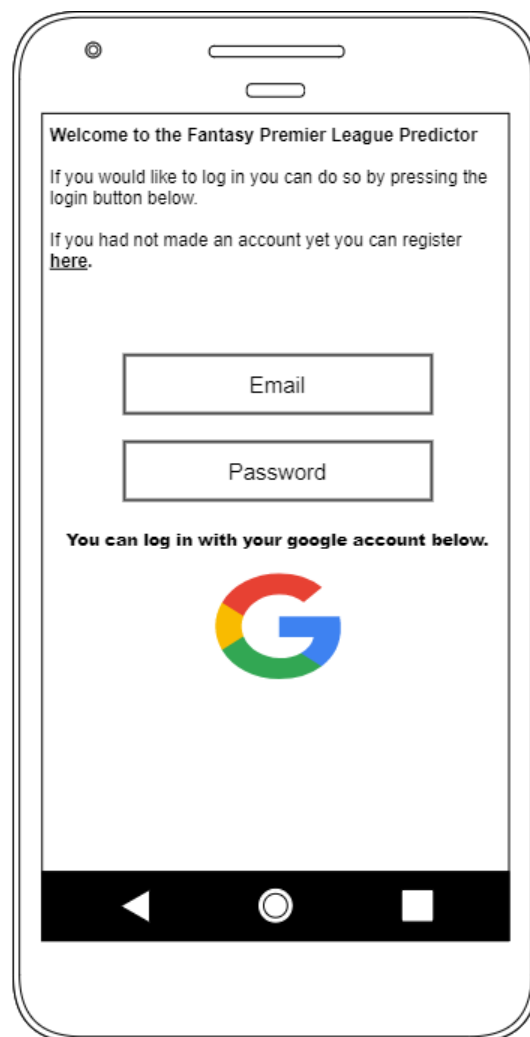 Welcome to the Fantasy Premier League Predictor
If you would like to log in you can do so by pressing the
login button below.
If you had not made an account yet you can register
here.
Email
Password
You can log in with your google account below.
G